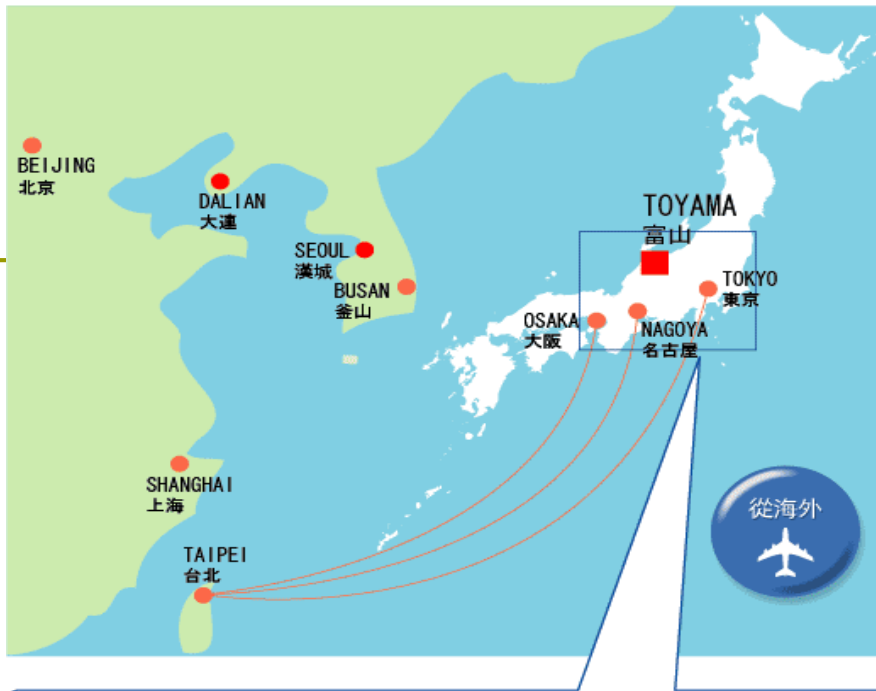 BEIJING
北京
DALIAN
大連
SEOUL
漢城
BUSAN
釜山
TOYAMA
富山
TOKYO
東京
OSAKA
大阪
NAGOYA
名古屋
SHANGHAI
上海
從海外
TAIPEI
台北